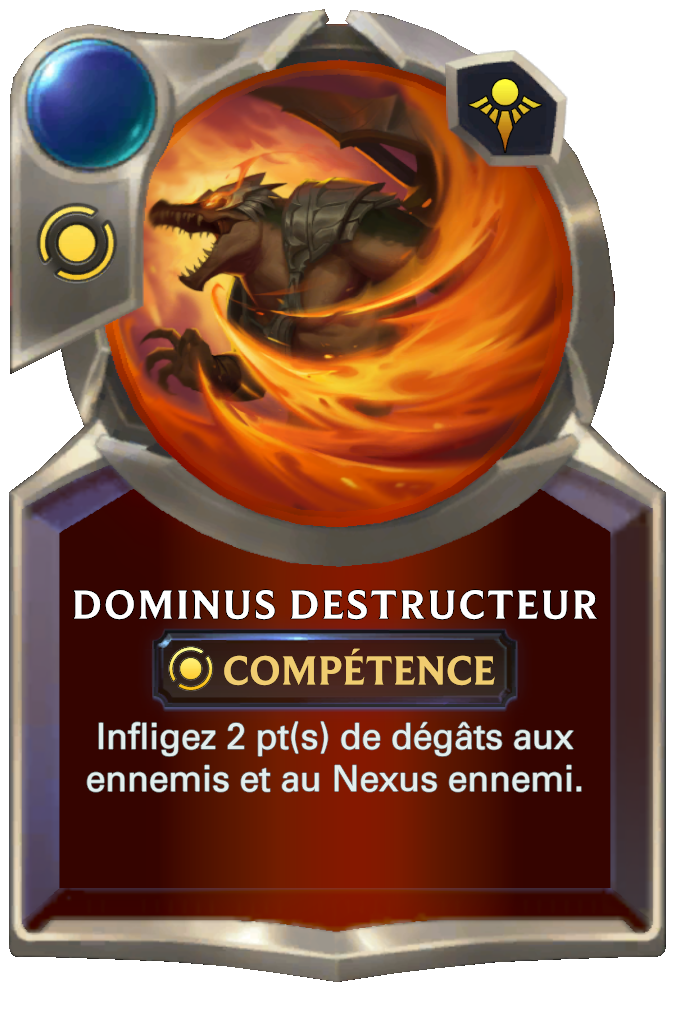 DOMINUS DESTRUCTEUR
COMPÉTENCE
Infligez 2 pt(s) de dégâts aux
ennemis et au Nexus ennemi.